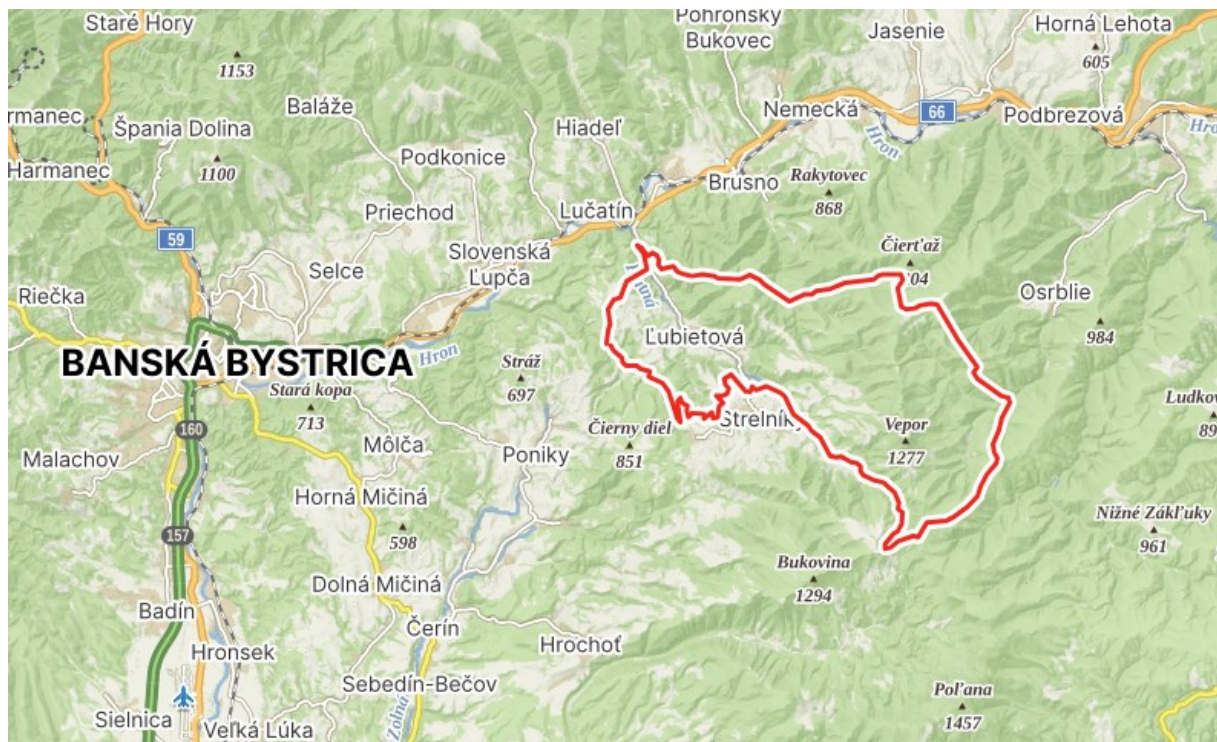 Staré Hory
Pohronský
Bukovec
Jasenie
Horná Lehota
605
1153
Baláže
Hiadeľ
Nemecká
66
Podbrezová
Hron
rmanec
Špania Dolina
1100
Harmanec
Podkonice
Brusno
Rakytovec
868
Priechod
Lučatín
59
Selce
Slovenská
Ľupča
Čierťaž
Riečka
Osrblie
984
Ľubietová
Hron
BANSKÁ BYSTRICA
Stráž
697
Stará kopa
713
Ludkov
89
160
Malachov
Môlča
Čierny diel
851
Strelníky
Vepor
1277
Poniky
Horná Mičiná
598
157
Nižné Zákľuky
961
Bukovina
1294
Dolná Mičiná
Badín
Čerín
Hrochoť
Hronsek
Sebedín-Bečov
Zolná
Poľana
1457
Sielnica
Veľká Lúka